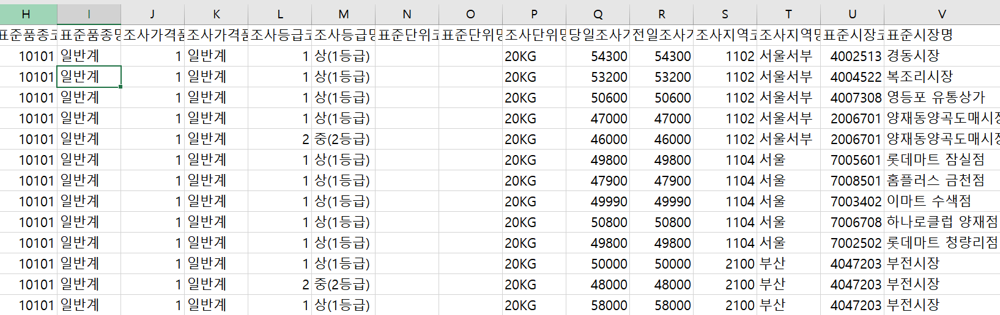 H I J K L M N O P Q R S T U V
표준품종코 표준품종명 조사가격품 조사가격품 조사등급코 조사등급명 표준단위코 표준단위명 조사단위명 당일조사가 전일조사가 조사지역코 조사지역명 표준시장코 표준시장명
10101 일반계 1 일반계 1 상(1등급) 20KG 54300 54300 1102 서울서부 4002513 경동시장
10101 일반계 1 일반계 1 상(1등급) 20KG 53200 53200 1102 서울서부 4004522 복조리시장
10101 일반계 1 일반계 1 상(1등급) 20KG 50600 50600 1102 서울서부 4007308 영등포 유통상가
10101 일반계 1 일반계 1 상(1등급) 20KG 47000 47000 1102 서울서부 2006701 양재동양곡도매시장
10101 일반계 1 일반계 2 중(2등급) 20KG 46000 46000 1102 서울서부 2006701 양재동양곡도매시장
10101 일반계 1 일반계 1 상(1등급) 20KG 49800 49800 1104 서울 7005601 롯데마트 잠실점
10101 일반계 1 일반계 1 상(1등급) 20KG 47900 47900 1104 서울 7008501 홈플러스 금천점
10101 일반계 1 일반계 1 상(1등급) 20KG 49990 49990 1104 서울 7003402 이마트 수색점
10101 일반계 1 일반계 1 상(1등급) 20KG 50800 50800 1104 서울 7006708 하나로클럽 양재점
10101 일반계 1 일반계 1 상(1등급) 20KG 49800 49800 1104 서울 7002502 롯데마트 청량리점
10101 일반계 1 일반계 1 상(1등급) 20KG 50000 50000 2100 부산 4047203 부전시장
10101 일반계 1 일반계 2 중(2등급) 20KG 48000 48000 2100 부산 4047203 부전시장
10101 일반계 1 일반계 1 상(1등급) 20KG 58000 58000 2100 부산 4047203 부전시장